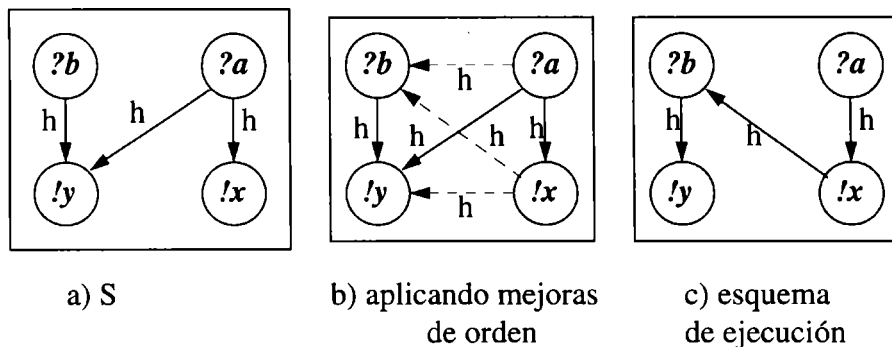 ?b ?a
h h h
!y !x
a) S
?b ?a
h
h h h h
!y !x
h
b) aplicando mejoras
de orden
?b ?a
h h h
!y !x
c) esquema
de ejecución